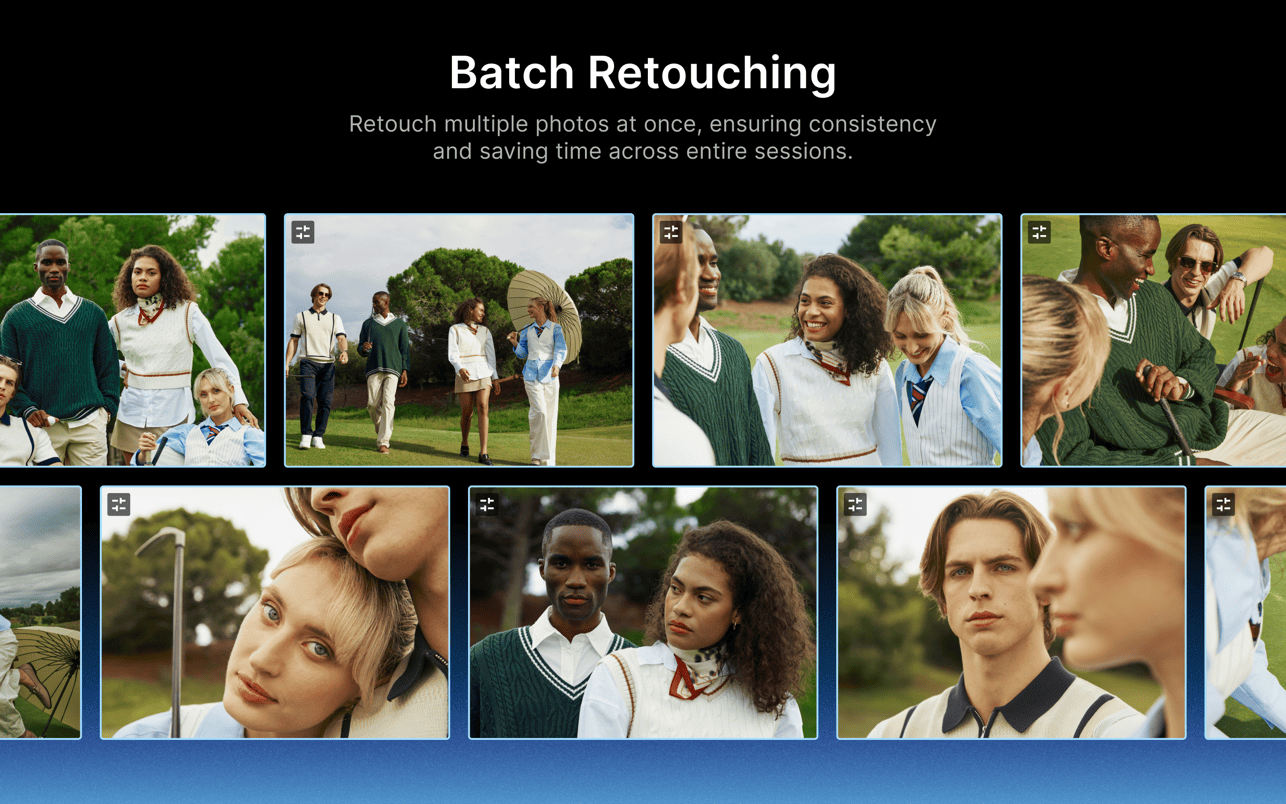 Batch Retouching
Retouch multiple photos at once, ensuring consistency
and saving time across entire sessions.